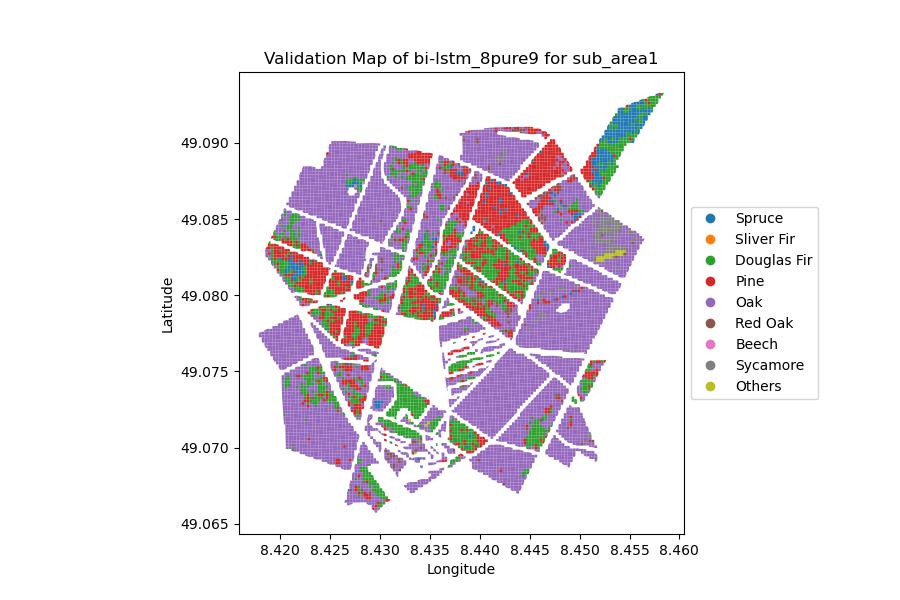 Validation Map of bi-lstm_8pure9 for sub_area1
49.090
49.085
49.080
49.075
49.070
49.065
Latitude
8.420 8.425 8.430 8.435 8.440 8.445 8.450 8.455 8.460
Longitude
Spruce
Sliver Fir
Douglas Fir
Pine
Oak
Red Oak
Beech
Sycamore
Others